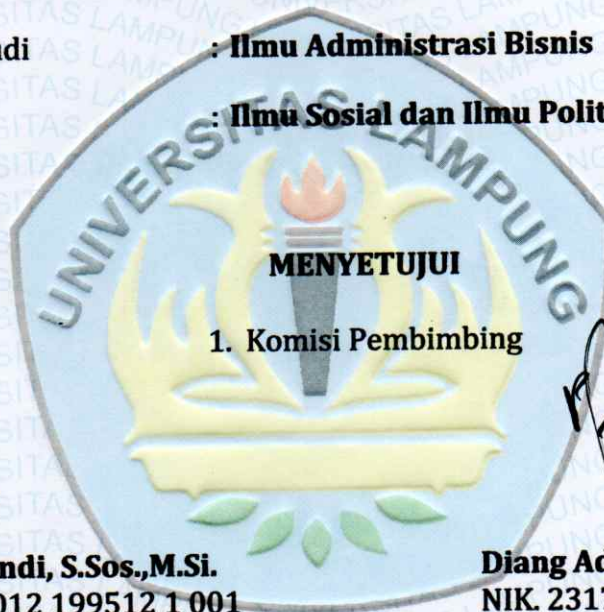 udi : Ilmu Administrasi Bisnis
: Ilmu Sosial dan Ilmu Polit
UNIVERSITAS LAMPUNG
MENYETUJUI
1. Komisi Pembimbing
ndi, S.Sos.,M.Si. Diang Ad
012 199512 1 001 NIK. 231